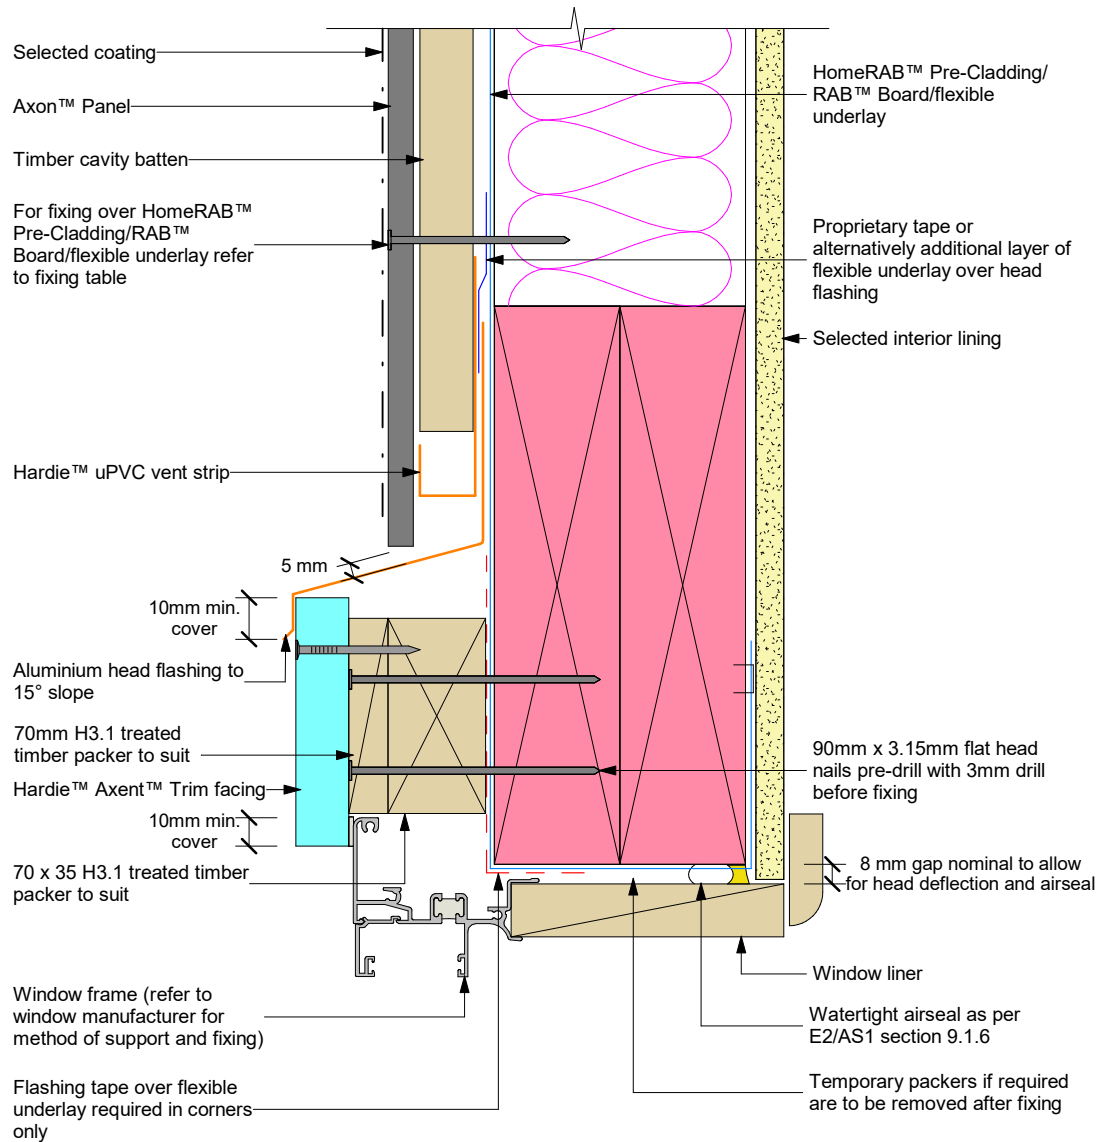 Selected coating
Axon™ Panel
Timber cavity batten
For fixing over HomeRAB™
Pre-Cladding/RAB™
Board/flexible underlay refer
to fixing table
Hardie™ uPVC vent strip
5 mm
10mm min.
cover
Aluminium head flashing to
15° slope
70mm H3.1 treated
timber packer to suit
Hardie™ Axent™ Trim facing
10mm min.
cover
70 x 35 H3.1 treated timber
packer to suit
Window frame (refer to
window manufacturer for
method of support and fixing)
Flashing tape over flexible
underlay required in corners
only
HomeRAB™ Pre-Cladding/
RAB™ Board/flexible
underlay
Proprietary tape or
alternatively additional layer of
flexible underlay over head
flashing
Selected interior lining
90mm x 3.15mm flat head
nails pre-drill with 3mm drill
before fixing
8 mm gap nominal to allow
for head deflection and airseal
Window liner
Watertight airseal as per
E2/AS1 section 9.1.6
Temporary packers if required
are to be removed after fixing